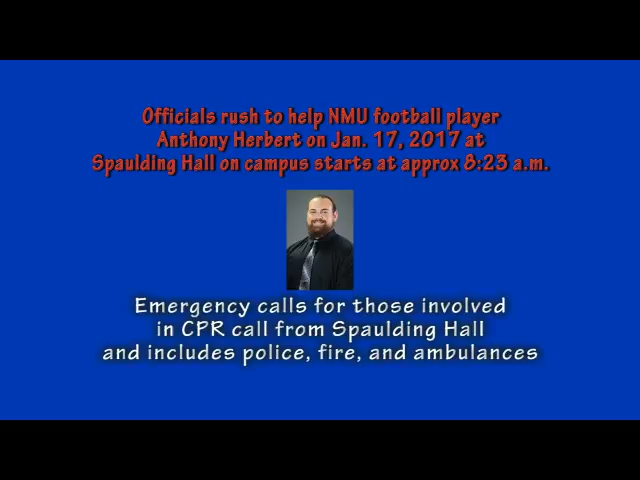 Officials rush to help NMU football player
Anthony Herbert on Jan. 17, 2017 at
Spaulding Hall on campus starts at approx 8:23 a.m.
Emergency calls for those involved
in CPR call from Spaulding Hall
and includes police, fire, and ambulances